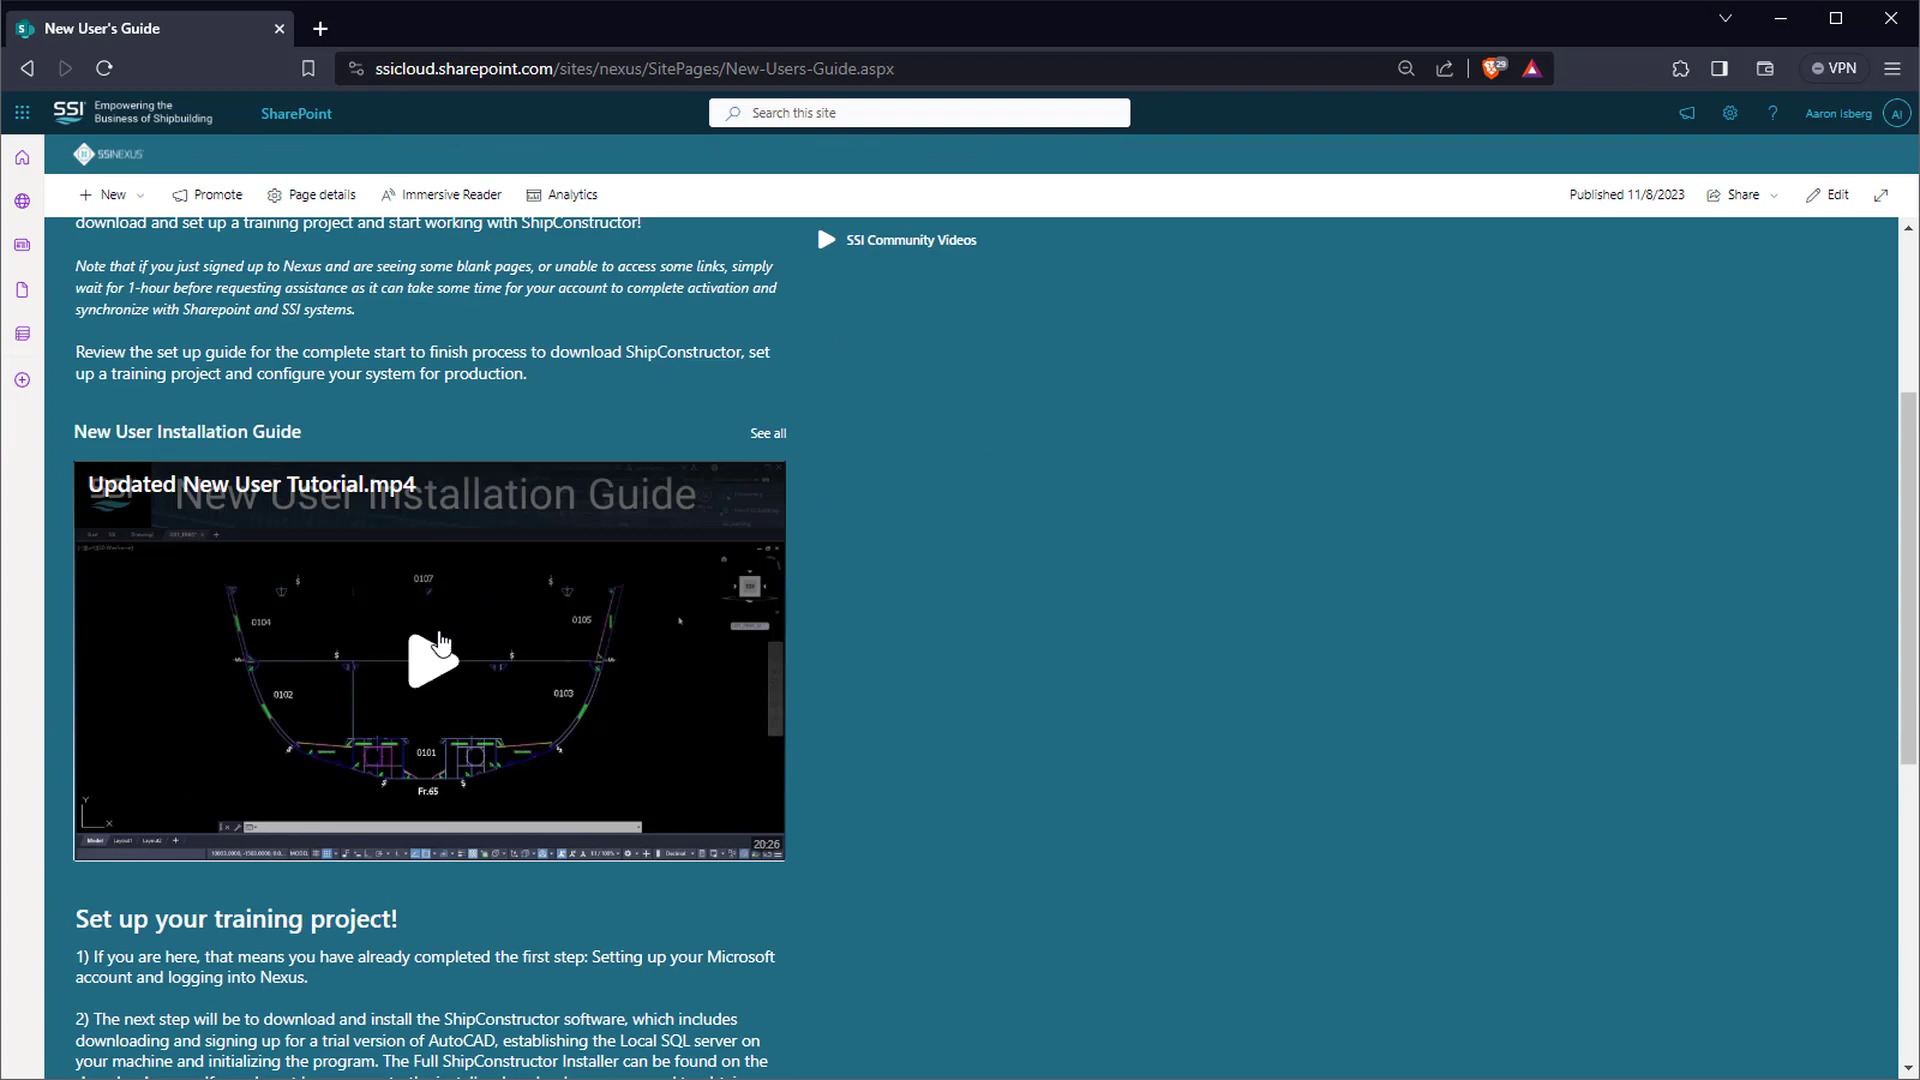 New User's Guide
ssicloud.sharepoint.com/sites/nexus/SitePages/New-Users-Guide.aspx
29
VPN
SSI
Empowering the
Business of Shipbuilding
SharePoint
Search this site
Aaron Isberg
AI
SSINEXUS
New
Promote
Page details
Immersive Reader
Analytics
Published 11/8/2023
Share
Edit
download and set up a training project and start working with ShipConstructor!
SSI Community Videos
Note that if you just signed up to Nexus and are seeing some blank pages, or unable to access some links, simply
wait for 1-hour before requesting assistance as it can take some time for your account to complete activation and
synchronize with Sharepoint and SSI systems.
Review the set up guide for the complete start to finish process to download ShipConstructor, set
up a training project and configure your system for production.
New User Installation Guide
See all
Updated New User Tutorial.mp4
New User Installation Guide
0107
0104
0105
0102
0103
0101
Fr.65
Y
X
Model
Layout1
Layout2
MODEL
Decimal
20:26
Set up your training project!
1) If you are here, that means you have already completed the first step: Setting up your Microsoft
account and logging into Nexus.
2) The next step will be to download and install the ShipConstructor software, which includes
downloading and signing up for a trial version of AutoCAD, establishing the Local SQL server on
your machine and initializing the program. The Full ShipConstructor Installer can be found on the